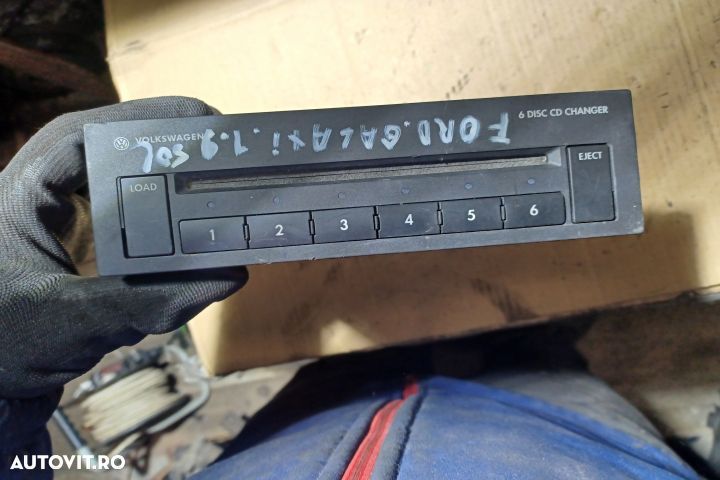 VOLKSWAGEN
6 DISC CD CHANGER
FORD. GALAXi. 1.9
LOAD
EJECT
1 2 3 4 5 6
AUTOVIT.RO